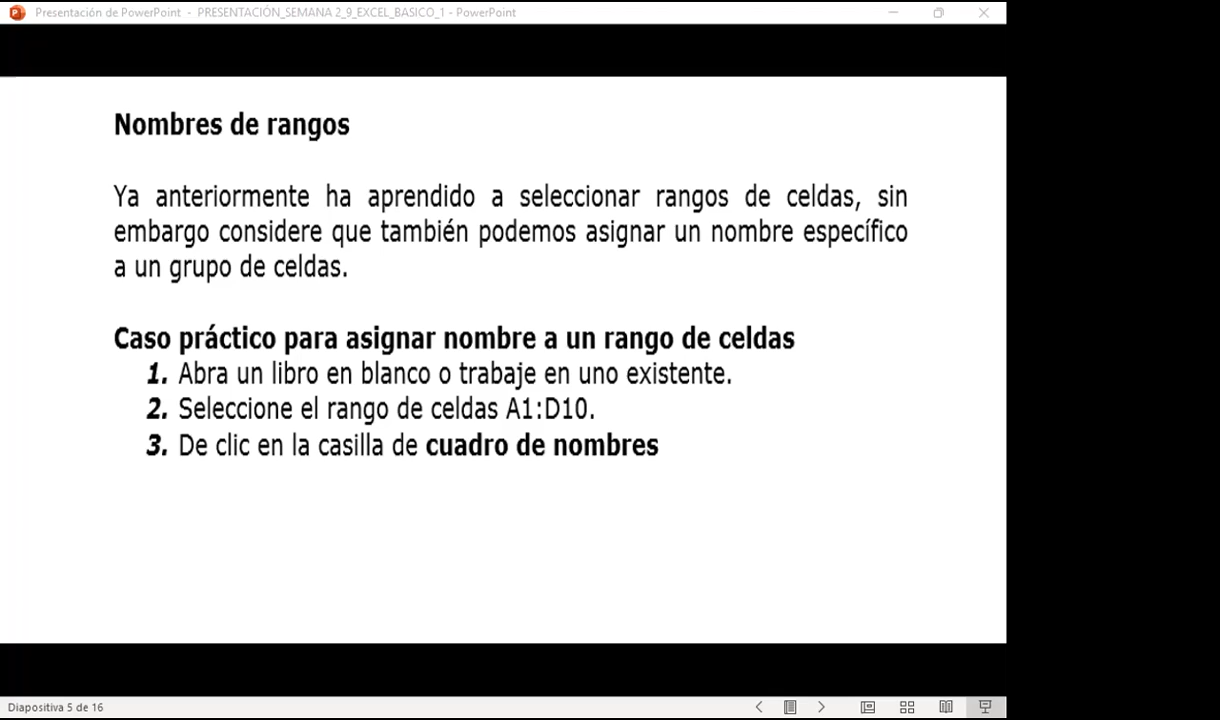 Presentación de PowerPoint - PRESENTACIÓN_SEMANA 2_9_EXCEL_BASICO_1 - PowerPoint
Nombres de rangos
Ya anteriormente ha aprendido a seleccionar rangos de celdas, sin
embargo considere que también podemos asignar un nombre específico
a un grupo de celdas.
Caso práctico para asignar nombre a un rango de celdas
1. Abra un libro en blanco o trabaje en uno existente.
2. Seleccione el rango de celdas A1:D10.
3. De clic en la casilla de cuadro de nombres
Diapositiva 5 de 16